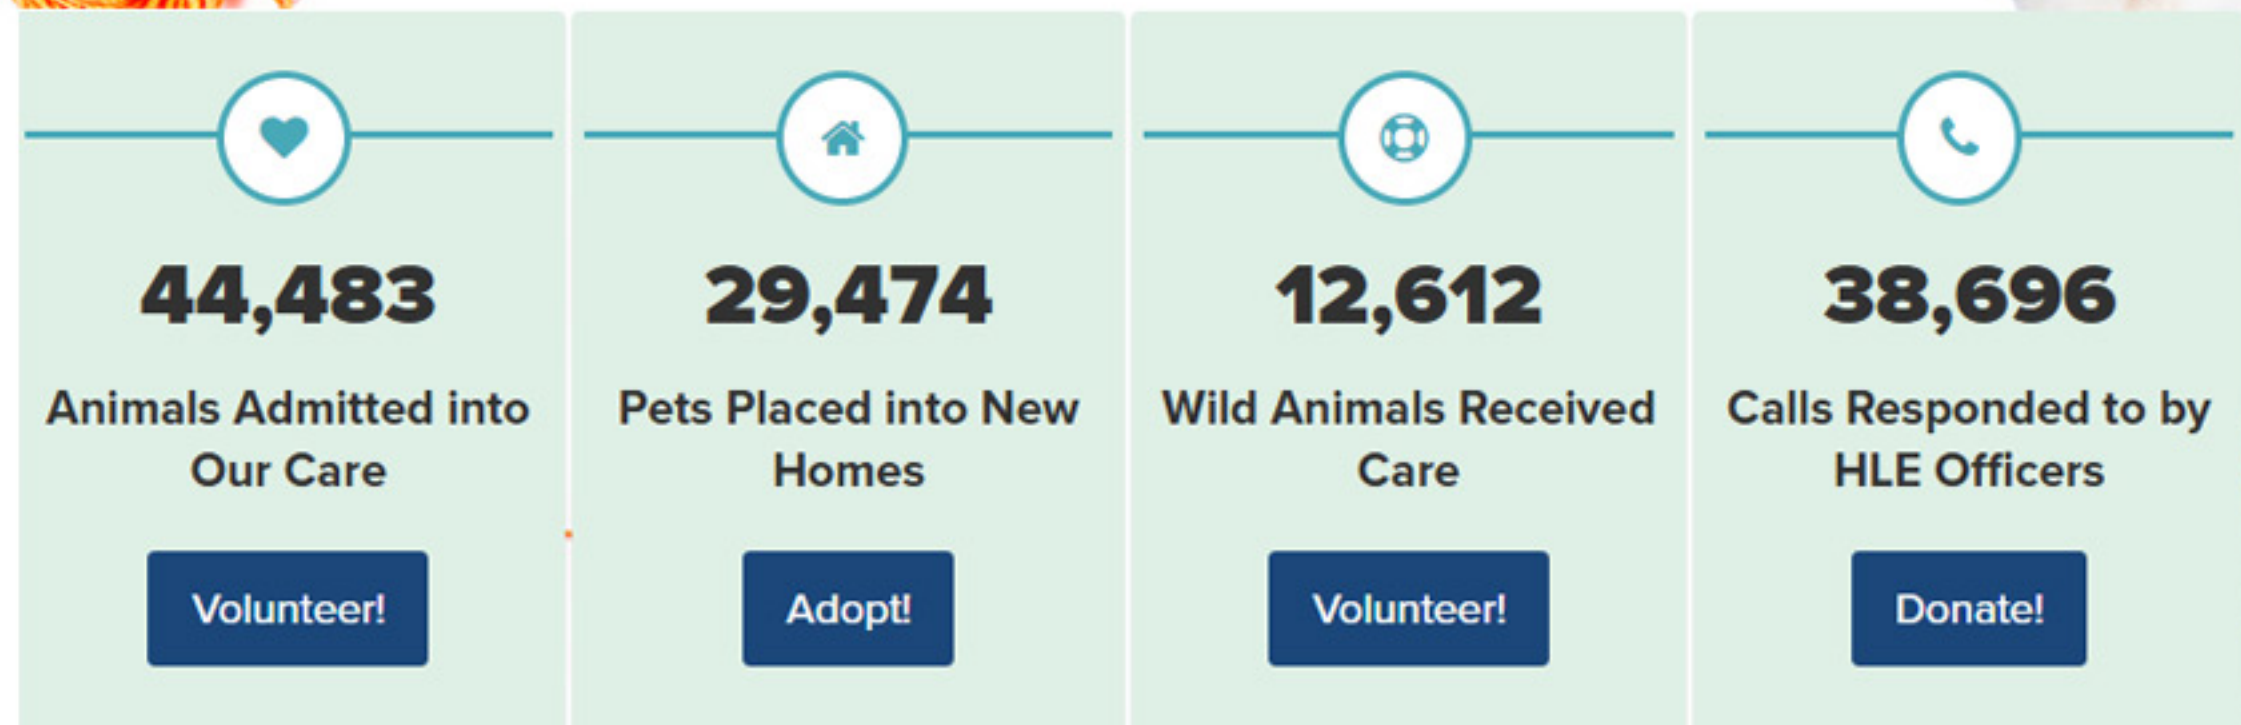 44,483
Animals Admitted into
Our Care
Volunteer!
29,474
Pets Placed into New
Homes
Adopt!
12,612
Wild Animals Received
Care
Volunteer!
38,696
Calls Responded to by
HLE Officers
Donate!